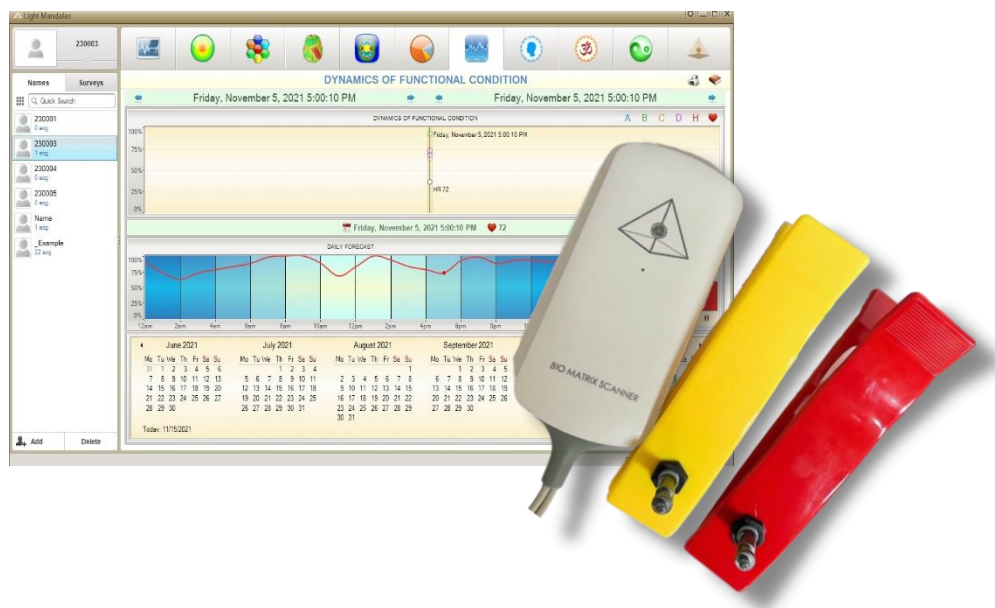 Light Mandalas
230003
Names Surveys
Quick Search
230001
0 ecg
230003
1 ecg
230004
0 ecg
230005
0 ecg
Name
1 ecg
_Example
22 ecg
Add Delete
DYNAMICS OF FUNCTIONAL CONDITION
Friday, November 5, 2021 5:00:10 PM Friday, November 5, 2021 5:00:10 PM
DYNAMICS OF FUNCTIONAL CONDITION A B C D H
100%
75%
50%
25%
0%
Friday, November 5, 2021 5:00:10 PM
HR 72
Friday, November 5, 2021 5:00:10 PM 72
DAILY FORECAST
100%
75%
50%
25%
0%
12am 2am 4am 6am 8am 10am 12pm 2pm 4pm 6pm 8pm
H
June 2021 July 2021 August 2021 September 2021
Mo Tu We Th Fr Sa Su Mo Tu We Th Fr Sa Su Mo Tu We Th Fr Sa Su Mo Tu We Th Fr Sa Su
31 1 2 3 4 5 6 1 2 3 4 1 1 2 3 4 5
7 8 9 10 11 12 13 5 6 7 8 9 10 11 2 3 4 5 6 7 8 6 7 8 9 10 11 12
14 15 16 17 18 19 20 12 13 14 15 16 17 18 9 10 11 12 13 14 15 13 14 15 16 17 18 19
21 22 23 24 25 26 27 19 20 21 22 23 24 25 16 17 18 19 20 21 22 20 21 22 23 24 25 26
28 29 30 26 27 28 29 30 31 23 24 25 26 27 28 29 27 28 29 30
30 31
Today: 11/15/2021
BIO MATRIX SCANNER